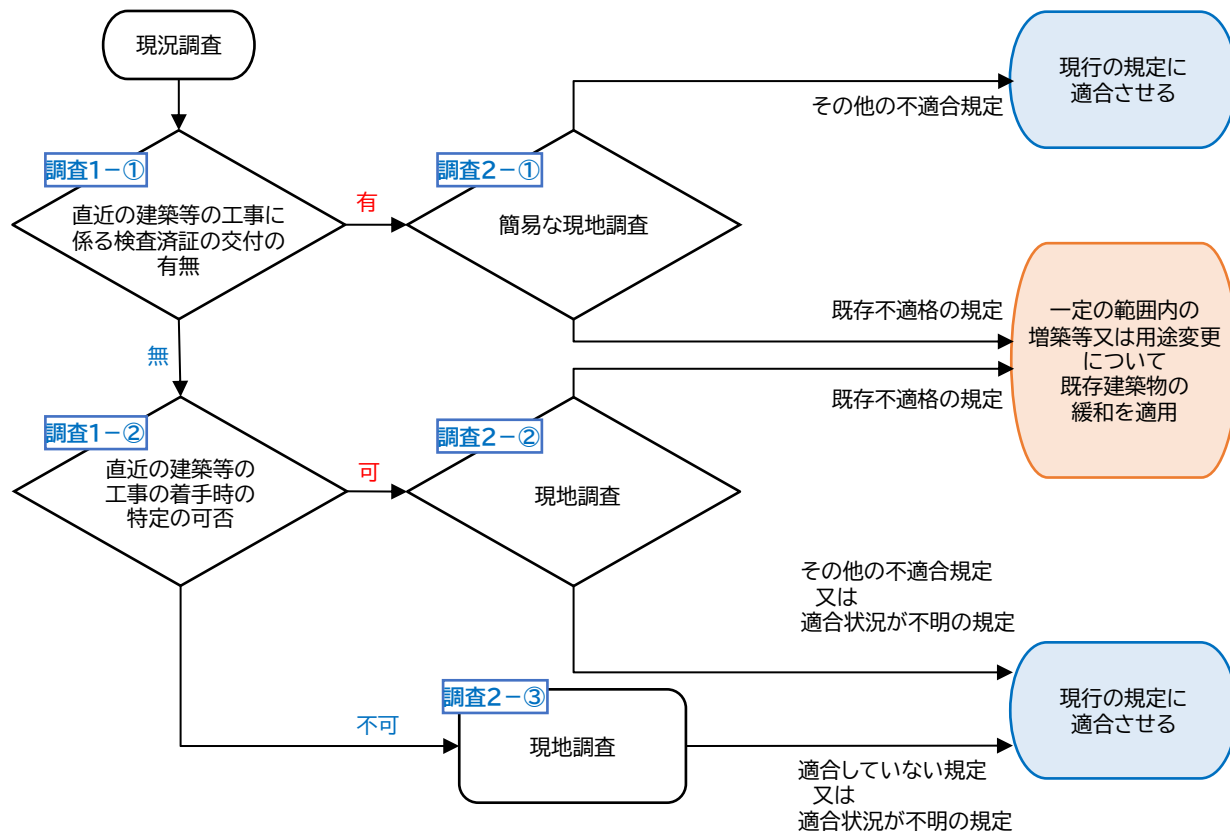 現況調査
調査1－①
直近の建築等の工事に
係る検査済証の交付の
有無
有
調査2－①
簡易な現地調査
その他の不適合規定
現行の規定に
適合させる
既存不適格の規定
一定の範囲内の
増築等又は用途変更
について
既存建築物の
緩和を適用
無
調査1－②
直近の建築等の
工事の着手時の
特定の可否
可
調査2－②
現地調査
既存不適格の規定
その他の不適合規定
又は
適合状況が不明の規定
現行の規定に
適合させる
不可
調査2－③
現地調査
適合していない規定
又は
適合状況が不明の規定